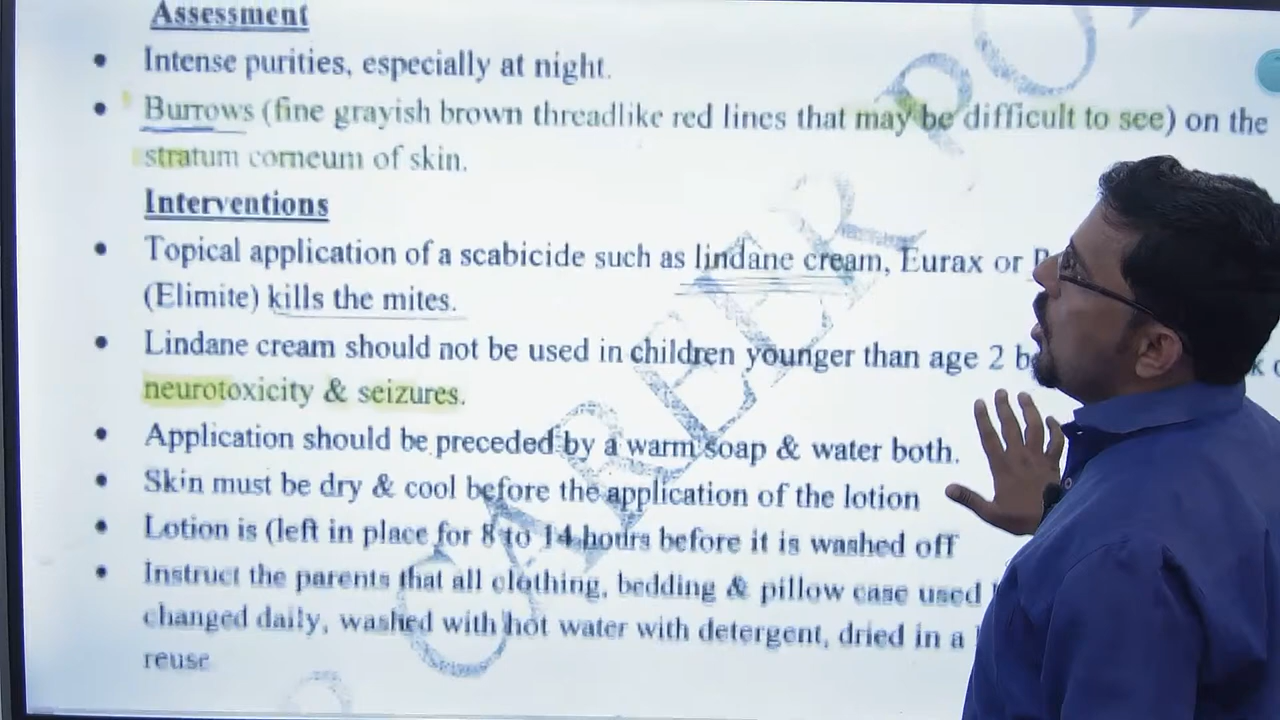 Assessment
• Intense purities, especially at night.
• Burrows (fine grayish brown threadlike red lines that may be difficult to see) on the
stratum corneum of skin.
Interventions
• Topical application of a scabicide such as lindane cream, Eurax or
(Elimite) kills the mites.
• Lindane cream should not be used in children younger than age 2
neurotoxicity & seizures.
• Application should be preceded by a warm soap & water both.
• Skin must be dry & cool before the application of the lotion
• Lotion is (left in place for 8 to 14 hours before it is washed off
• Instruct the parents that all clothing, bedding & pillow case used
changed daily, washed with hot water with detergent, dried in a
reuse
CAREER PO